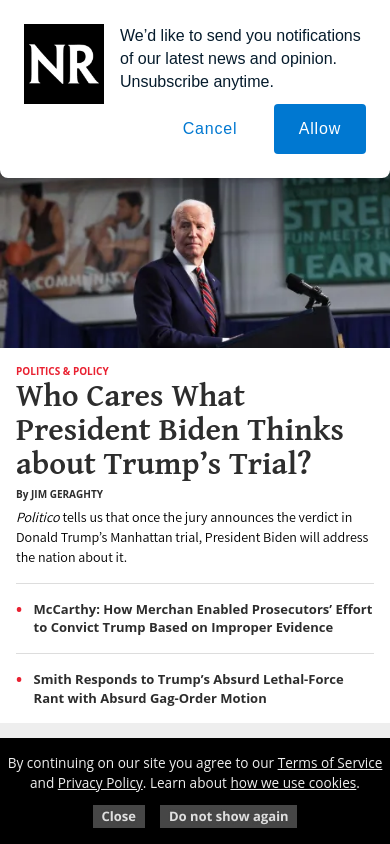 NR
We’d like to send you notifications
of our latest news and opinion.
Unsubscribe anytime.
Cancel
Allow
STRE
LEARN
COMMUNITY
POLITICS & POLICY
Who Cares What
President Biden Thinks
about Trump’s Trial?
By JIM GERAGHTY
Politico tells us that once the jury announces the verdict in
Donald Trump’s Manhattan trial, President Biden will address
the nation about it.
• McCarthy: How Merchan Enabled Prosecutors’ Effort
to Convict Trump Based on Improper Evidence
• Smith Responds to Trump’s Absurd Lethal-Force
Rant with Absurd Gag-Order Motion
By continuing on our site you agree to our Terms of Service
and Privacy Policy. Learn about how we use cookies.
Close
Do not show again